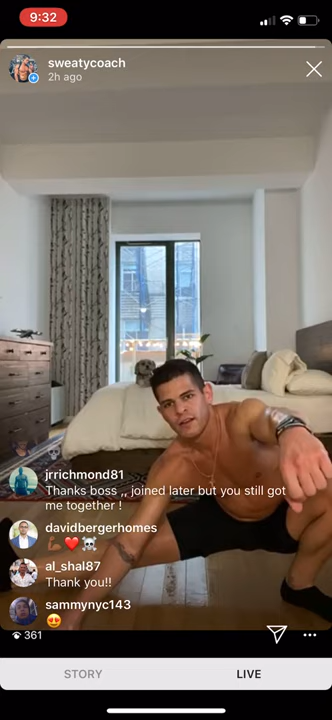 9:32
sweatycoach
2h ago
jrrichmond81
Thanks boss ,, joined later but you still got
me together !
davidbergerhomes
💪🏾❤️☠️
al_shal87
Thank you!!
sammynyc143
😍
361
STORY
LIVE